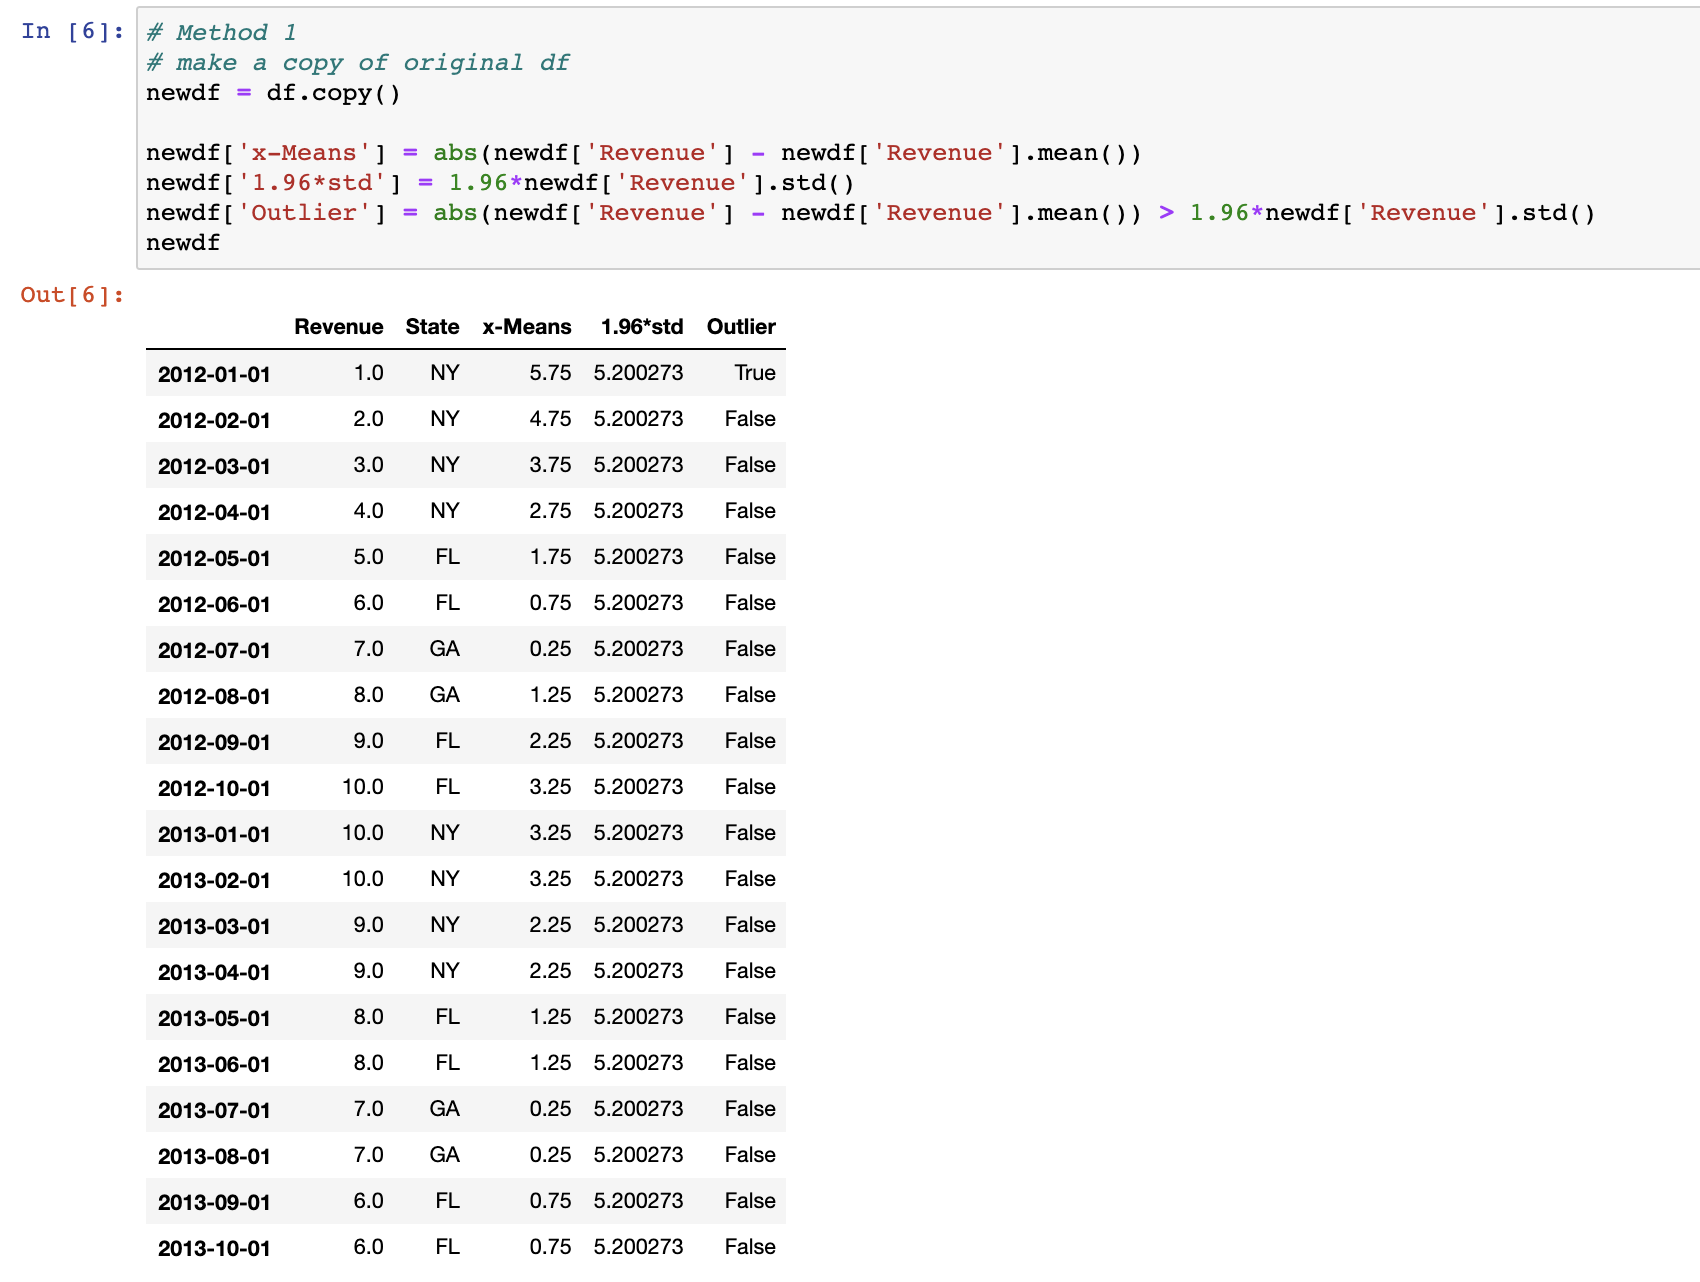 In [6]:
# Method 1
# make a copy of original df
newdf = df.copy()
newdf['x-Means'] = abs(newdf['Revenue'] - newdf['Revenue'].mean())
newdf['1.96*std'] = 1.96*newdf['Revenue'].std()
newdf['Outlier'] = abs(newdf['Revenue'] - newdf['Revenue'].mean()) > 1.96*newdf['Revenue'].std()
newdf
Out[6]:
Revenue State x-Means 1.96*std Outlier
2012-01-01 1.0 NY 5.75 5.200273 True
2012-02-01 2.0 NY 4.75 5.200273 False
2012-03-01 3.0 NY 3.75 5.200273 False
2012-04-01 4.0 NY 2.75 5.200273 False
2012-05-01 5.0 FL 1.75 5.200273 False
2012-06-01 6.0 FL 0.75 5.200273 False
2012-07-01 7.0 GA 0.25 5.200273 False
2012-08-01 8.0 GA 1.25 5.200273 False
2012-09-01 9.0 FL 2.25 5.200273 False
2012-10-01 10.0 FL 3.25 5.200273 False
2013-01-01 10.0 NY 3.25 5.200273 False
2013-02-01 10.0 NY 3.25 5.200273 False
2013-03-01 9.0 NY 2.25 5.200273 False
2013-04-01 9.0 NY 2.25 5.200273 False
2013-05-01 8.0 FL 1.25 5.200273 False
2013-06-01 8.0 FL 1.25 5.200273 False
2013-07-01 7.0 GA 0.25 5.200273 False
2013-08-01 7.0 GA 0.25 5.200273 False
2013-09-01 6.0 FL 0.75 5.200273 False
2013-10-01 6.0 FL 0.75 5.200273 False